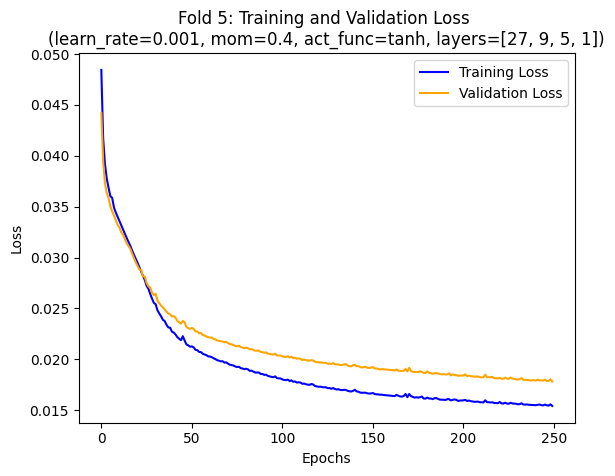 Fold 5: Training and Validation Loss
(learn_rate=0.001, mom=0.4, act_func=tanh, layers=[27, 9, 5, 1])
Training Loss
Validation Loss
Loss
0.050
0.045
0.040
0.035
0.030
0.025
0.020
0.015
0 50 100 150 200 250
Epochs